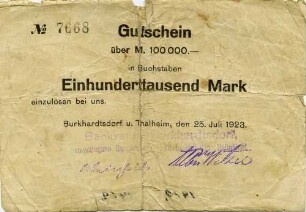 № 7668 Gutschein
über M. 100000.—
in Buchstaben
Einhunderttausend Mark
einzulösen bei uns.
Burkhardtsdorf u. Thalheim, den 25. Juli 1923.